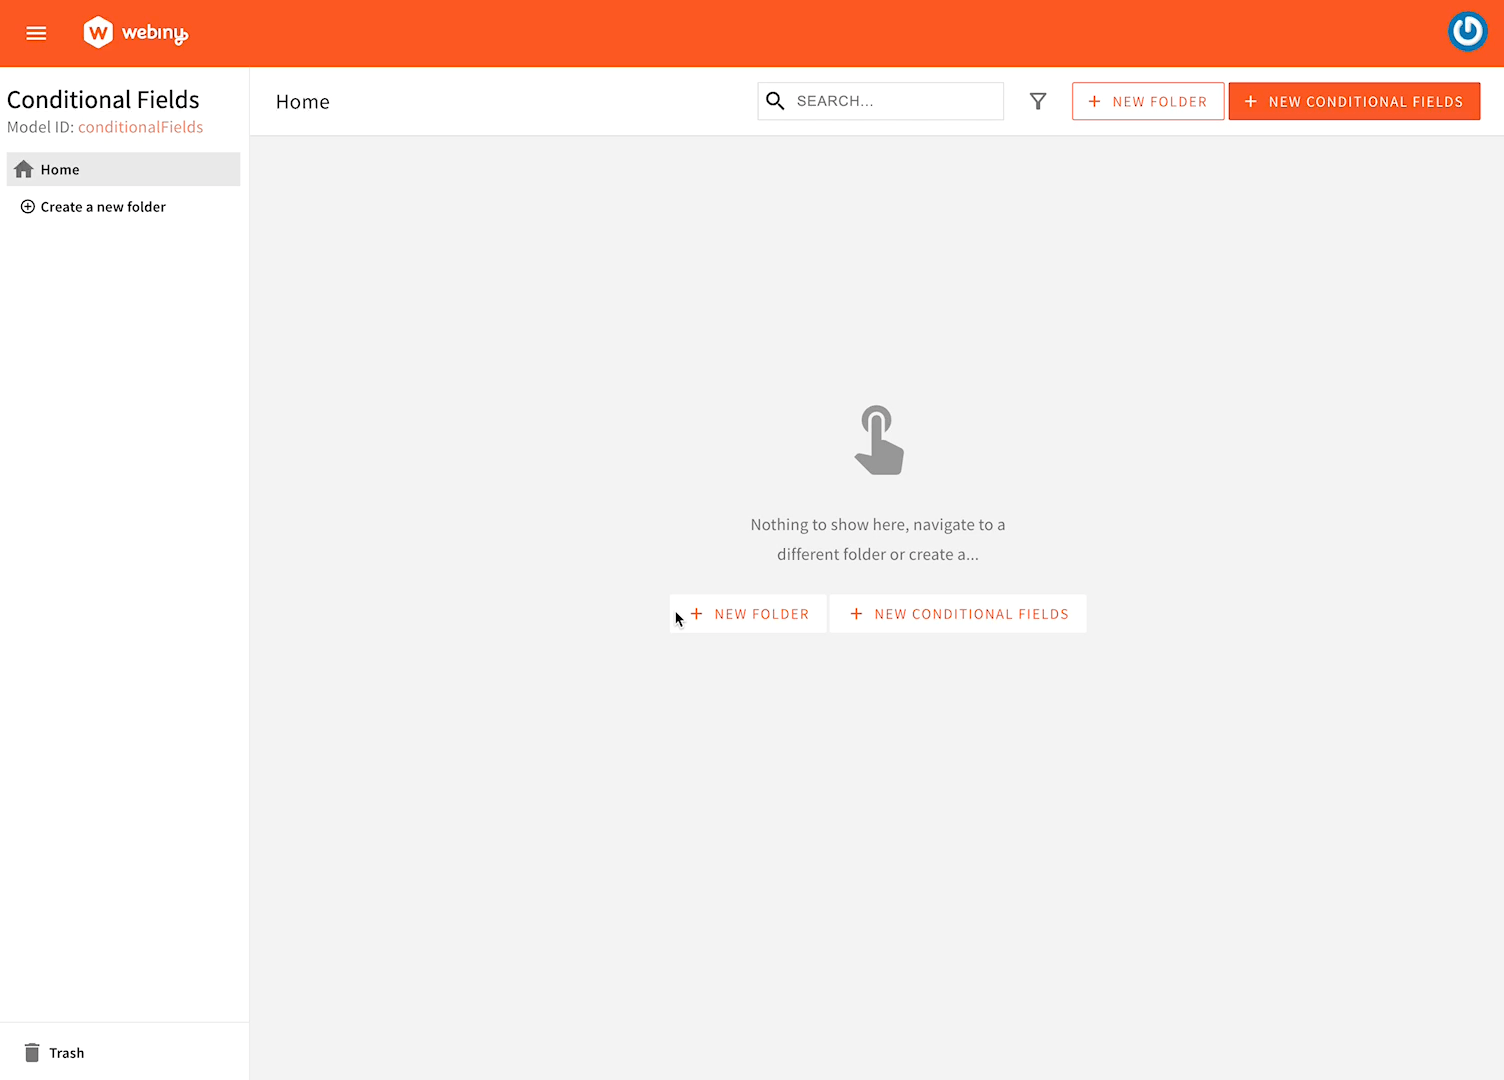 webiny
Conditional Fields
Model ID: conditionalFields
Home
Create a new folder
Trash
Home
SEARCH...
+ NEW FOLDER
+ NEW CONDITIONAL FIELDS
Nothing to show here, navigate to a
different folder or create a...
+ NEW FOLDER
+ NEW CONDITIONAL FIELDS